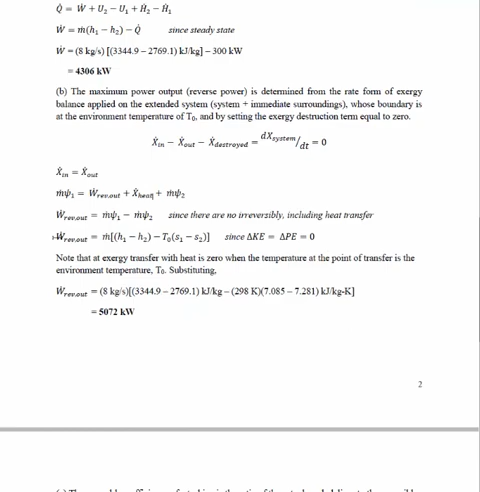 Q̇ = Ẇ + U₂ − U₁ + Ḣ₂ − Ḣ₁
Ẇ = ṁ(h₁ − h₂) − Q̇ since steady state
Ẇ = (8 kg/s) [(3344.9 – 2769.1) kJ/kg] – 300 kW
= 4306 kW
(b) The maximum power output (reverse power) is determined from the rate form of exergy
balance applied on the extended system (system + immediate surroundings), whose boundary is
at the environment temperature of T₀, and by setting the exergy destruction term equal to zero.
Ẋin − Ẋout − Ẋdestroyed = dXsystem/dt = 0
Ẋin = Ẋout
ṁψ₁ = Ẇrev,out + Ẋheat + ṁψ₂
Ẇrev,out = ṁψ₁ − ṁψ₂ since there are no irreversibly, including heat transfer
Ẇrev,out = ṁ[(h₁ − h₂) − T₀(s₁ − s₂)] since ΔKE = ΔPE = 0
Note that at exergy transfer with heat is zero when the temperature at the point of transfer is the
environment temperature, T₀. Substituting,
Ẇrev,out = (8 kg/s)[(3344.9 – 2769.1) kJ/kg – (298 K)(7.085 – 7.281) kJ/kg-K]
= 5072 kW
2